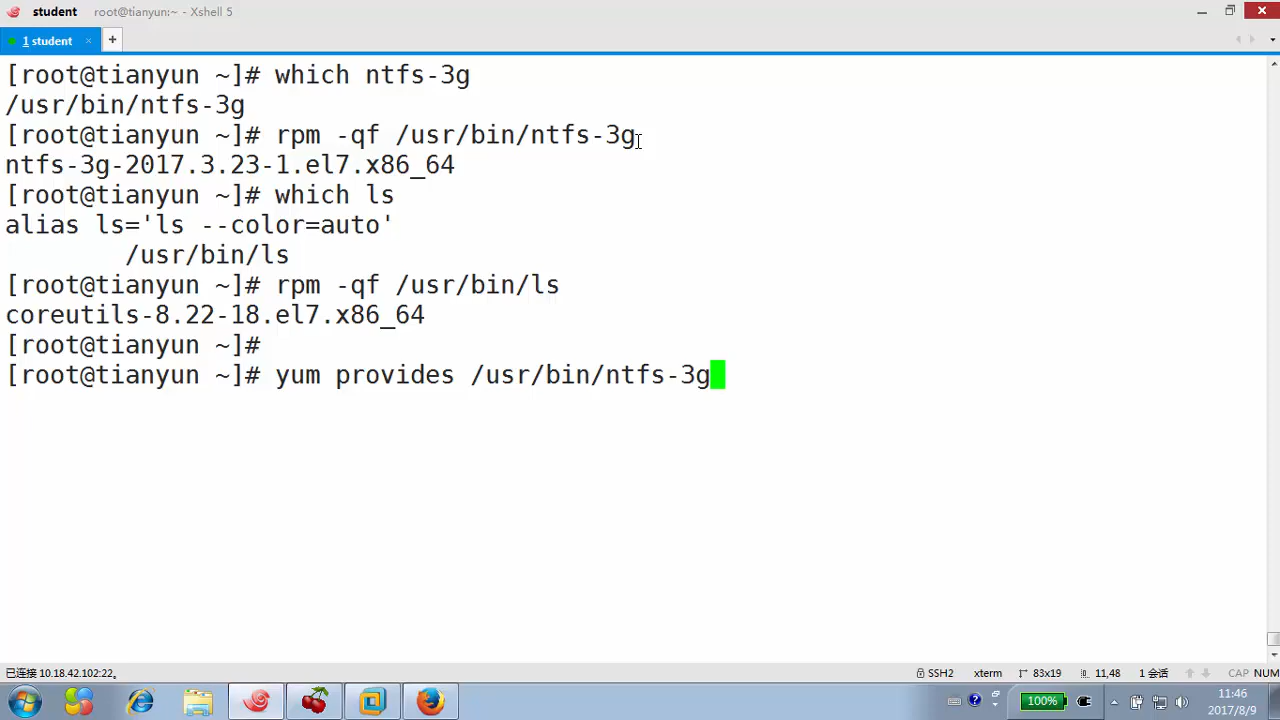 student root@tianyun:~ - Xshell 5
1 student
[root@tianyun ~]# which ntfs-3g
/usr/bin/ntfs-3g
[root@tianyun ~]# rpm -qf /usr/bin/ntfs-3g
ntfs-3g-2017.3.23-1.el7.x86_64
[root@tianyun ~]# which ls
alias ls='ls --color=auto'
/usr/bin/ls
[root@tianyun ~]# rpm -qf /usr/bin/ls
coreutils-8.22-18.el7.x86_64
[root@tianyun ~]#
[root@tianyun ~]# yum provides /usr/bin/ntfs-3g
已连接 10.18.42.102:22。 SSH2 xterm 83x19 11,48 1 会话 CAP NUM
100% 11:46
2017/8/9